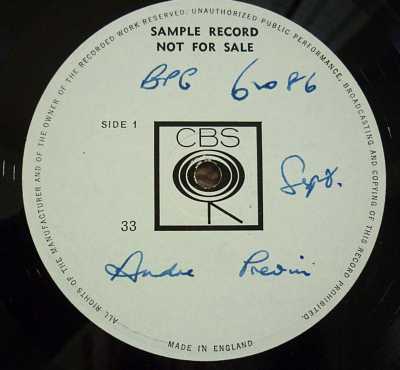 ALL RIGHTS OF THE MANUFACTURER AND OF THE OWNER OF THE RECORDED WORK RESERVED. UNAUTHORIZED PUBLIC PERFORMANCE, BROADCASTING AND COPYING OF THIS RECORD PROHIBITED.
SAMPLE RECORD
NOT FOR SALE
BPG 62086
SIDE 1
CBS
Sept.
33
Andre Previn
MADE IN ENGLAND